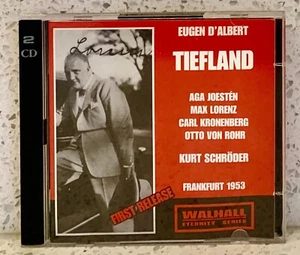 2
CD
EUGEN D'ALBERT
TIEFLAND
AGA JOESTÉN
MAX LORENZ
CARL KRONENBERG
OTTO VON ROHR
KURT SCHRÖDER
FRANKFURT 1953
FIRST RELEASE
WALHALL
ETERNITY SERIES